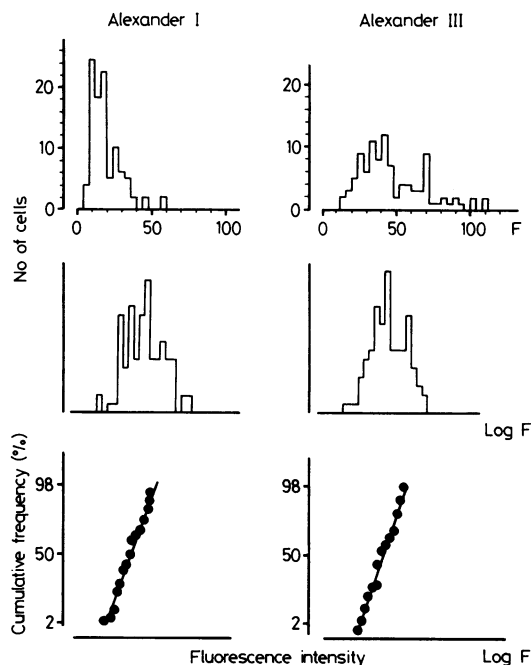 Alexander I
Alexander III
No of cells
20
10
0
0
50
100
20
10
0
0
50
100
F
Log F
Cumulative frequency (%)
98
50
2
98
50
2
Fluorescence intensity
Log F